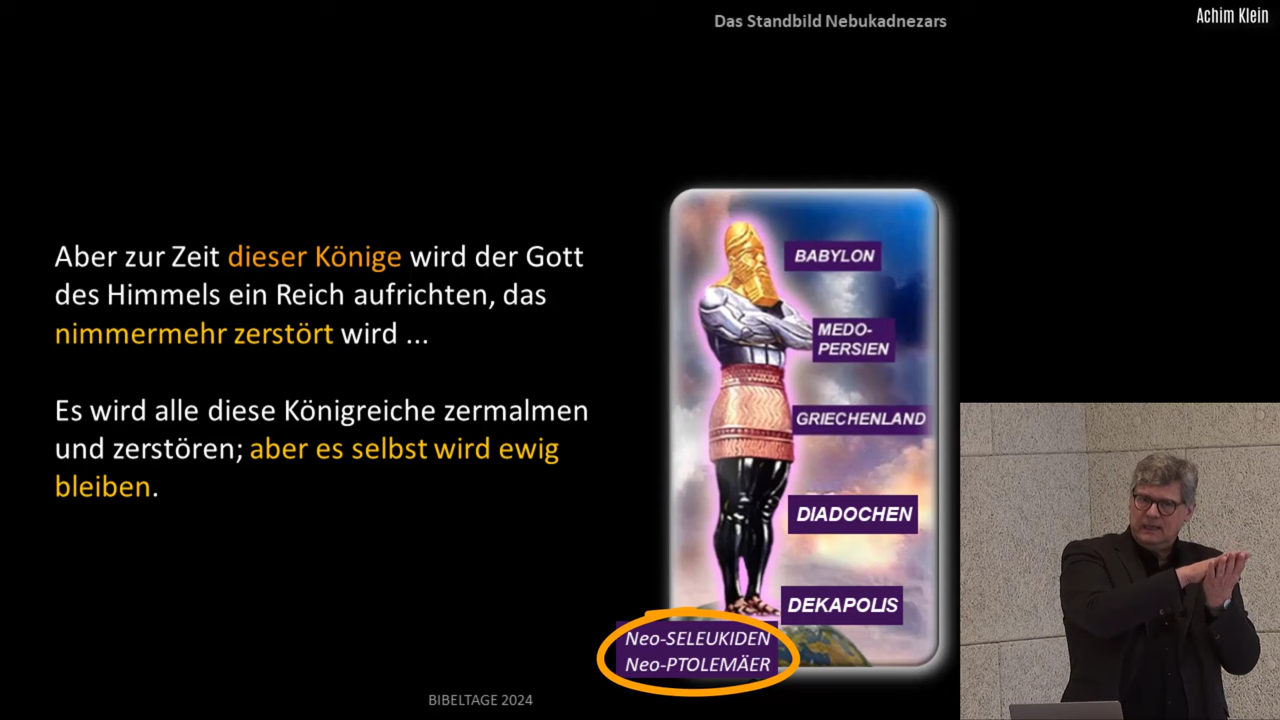 Das Standbild Nebukadnezars
Achim Klein
Aber zur Zeit dieser Könige wird der Gott
des Himmels ein Reich aufrichten, das
nimmermehr zerstört wird ...
Es wird alle diese Königreiche zermalmen
und zerstören; aber es selbst wird ewig
bleiben.
BABYLON
MEDO-
PERSIEN
GRIECHENLAND
DIADOCHEN
DEKAPOLIS
Neo-SELEUKIDEN
Neo-PTOLEMÄER
BIBELTAGE 2024